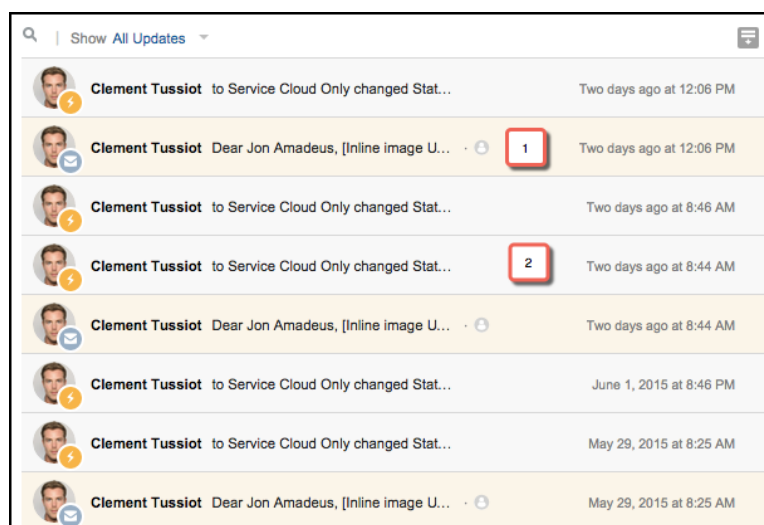 Show All Updates
Clement Tussiot to Service Cloud Only changed Stat... Two days ago at 12:06 PM
Clement Tussiot Dear Jon Amadeus, [Inline image U... · 1 Two days ago at 12:06 PM
Clement Tussiot to Service Cloud Only changed Stat... Two days ago at 8:46 AM
Clement Tussiot to Service Cloud Only changed Stat... 2 Two days ago at 8:44 AM
Clement Tussiot Dear Jon Amadeus, [Inline image U... · Two days ago at 8:44 AM
Clement Tussiot to Service Cloud Only changed Stat... June 1, 2015 at 8:46 PM
Clement Tussiot to Service Cloud Only changed Stat... May 29, 2015 at 8:25 AM
Clement Tussiot Dear Jon Amadeus, [Inline image U... · May 29, 2015 at 8:25 AM